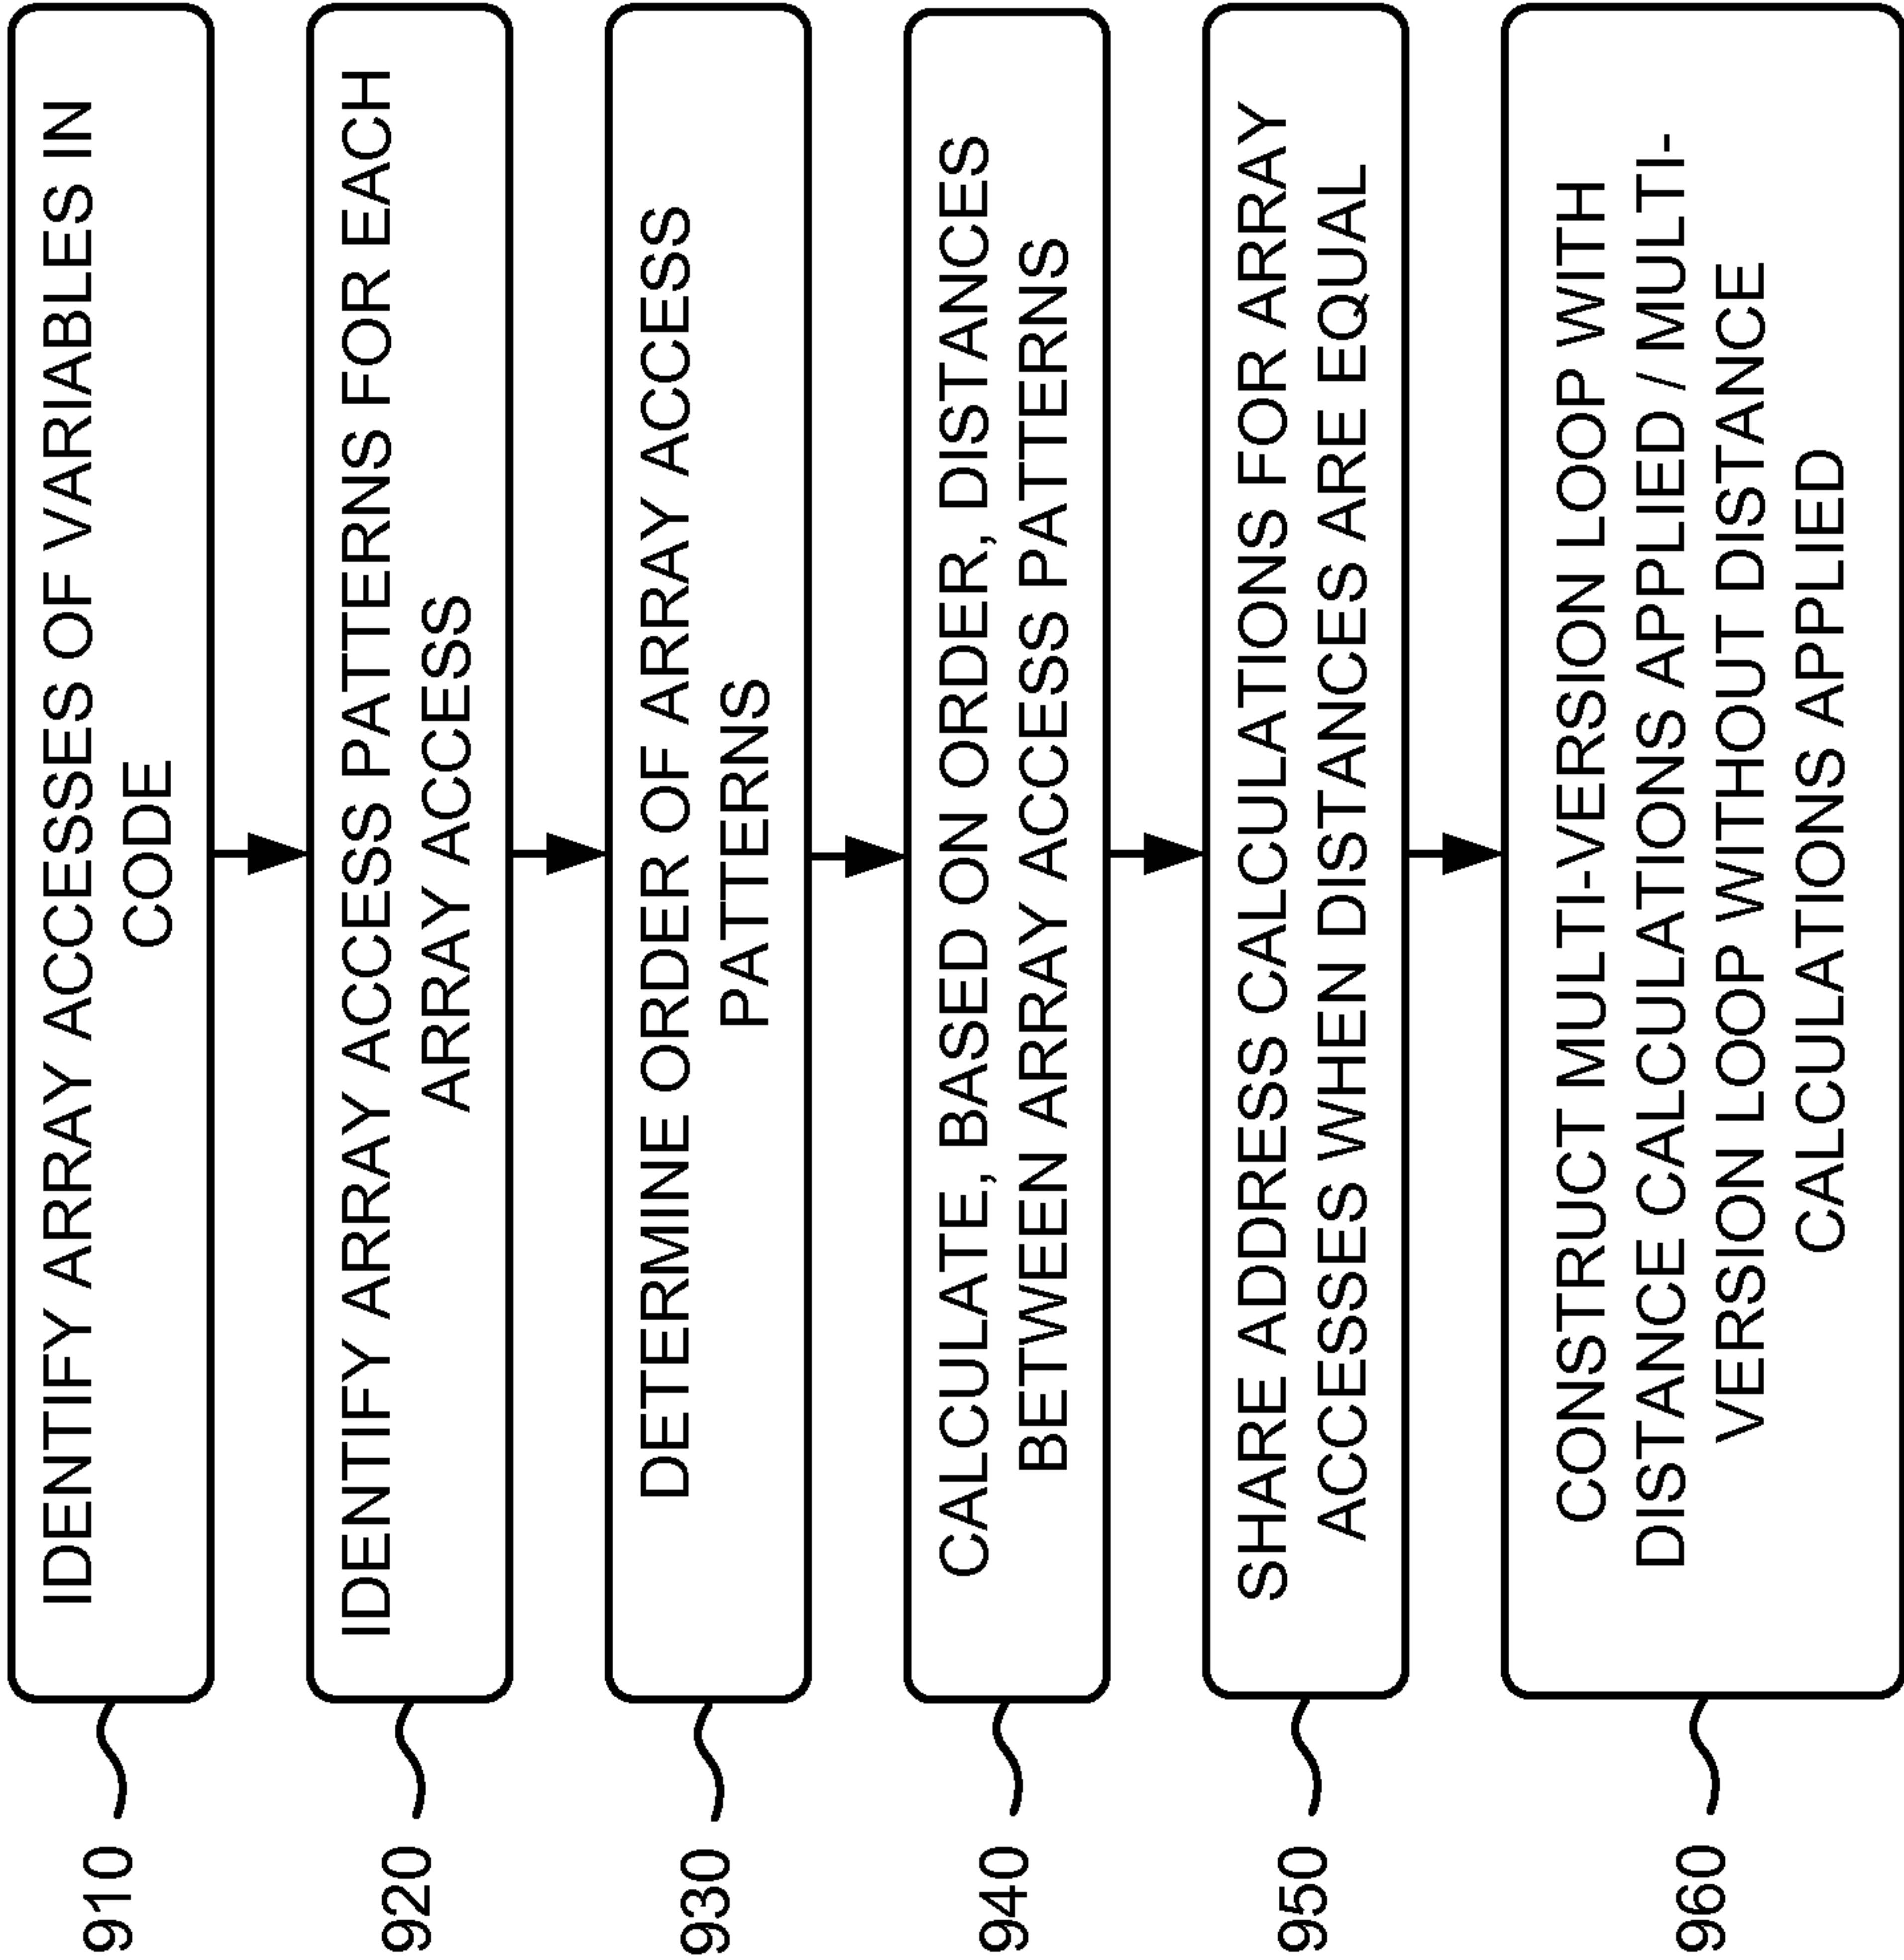 910
IDENTIFY ARRAY ACCESSES OF VARIABLES IN
CODE
920
IDENTIFY ARRAY ACCESS PATTERNS FOR EACH
ARRAY ACCESS
930
DETERMINE ORDER OF ARRAY ACCESS
PATTERNS
940
CALCULATE, BASED ON ORDER, DISTANCES
BETWEEN ARRAY ACCESS PATTERNS
950
SHARE ADDRESS CALCULATIONS FOR ARRAY
ACCESSES WHEN DISTANCES ARE EQUAL
960
CONSTRUCT MULTI-VERSION LOOP WITH
DISTANCE CALCULATIONS APPLIED / MULTI-
VERSION LOOP WITHOUT DISTANCE
CALCULATIONS APPLIED